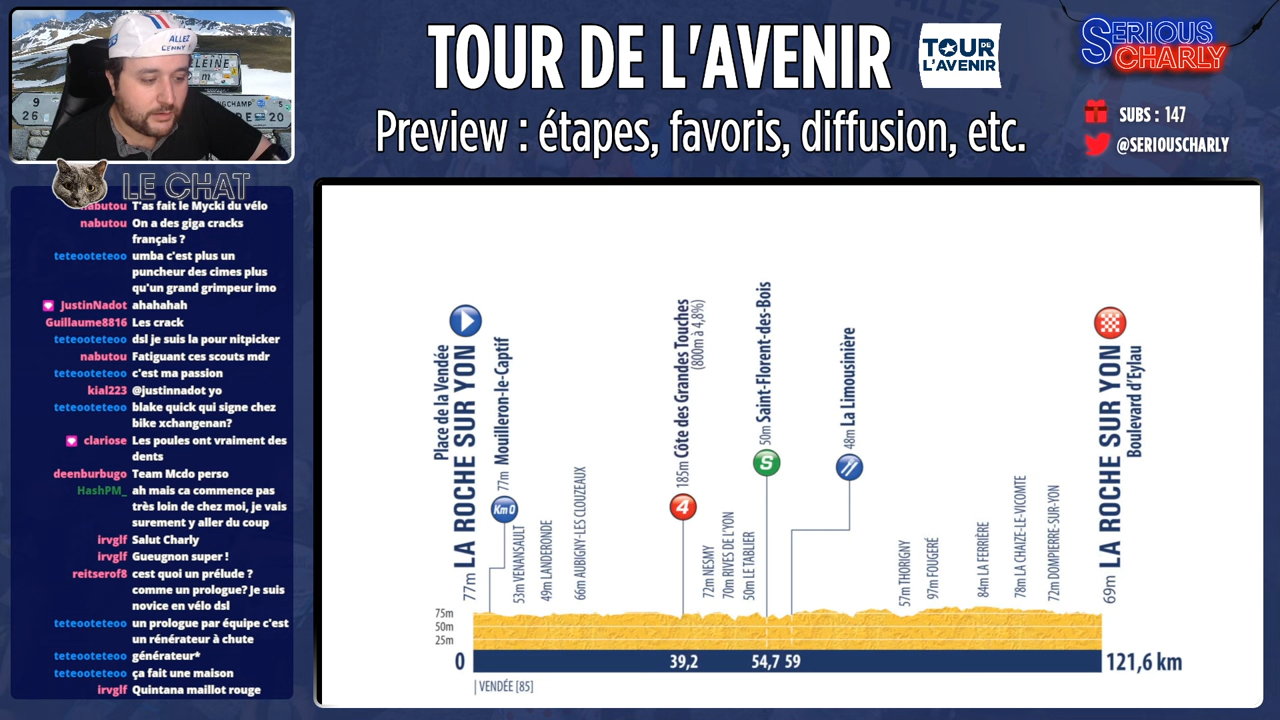 TOUR DE L'AVENIR
TOUR DE
L'AVENIR
Preview : étapes, favoris, diffusion, etc.
SERIOUS
CHARLY
SUBS : 147
@SERIOUSCHARLY
ALLEZ
CENNY
LEINE
m
9
26
NGCHAMP
5
RE 20
LE CHAT
nabutou T'as fait le Mycki du vélo
nabutou On a des giga cracks
français ?
teteooteteoo umba c'est plus un
puncheur des cimes plus
qu'un grand grimpeur imo
JustinNadot ahahahah
Guillaume8816 Les crack
teteooteteoo dsl je suis la pour nitpicker
nabutou Fatiguant ces scouts mdr
teteooteteoo c'est ma passion
kial223 @justinnadot yo
teteooteteoo blake quick qui signe chez
bike xchangenan?
clariose Les poules ont vraiment des
dents
deenburbugo Team Mcdo perso
HashPM_ ah mais ca commence pas
très loin de chez moi, je vais
surement y aller du coup
irvglf Salut Charly
irvglf Gueugnon super !
reitserof8 cest quoi un prélude ?
comme un prologue? Je suis
novice en vélo dsl
teteooteteoo un prologue par équipe c'est
un rénérateur à chute
teteooteteoo générateur*
teteooteteoo ça fait une maison
irvglf Quintana maillot rouge
Place de la Vendée
77m LA ROCHE SUR YON
77m Mouilleron-le-Captif
Km 0
53m VENANSAULT
49m LANDERONDE
66m AUBIGNY-LES CLOUZEAUX
185m Côte des Grandes Touches
(800m à 4,8%)
4
72m NESMY
70m RIVES DE L'YON
50m LE TABLIER
50m Saint-Florent-des-Bois
S
48m La Limousinière
57m THORIGNY
97m FOUGERÉ
84m LA FERRIÈRE
78m LA CHAIZE-LE-VICOMTE
72m DOMPIERRE-SUR-YON
69m LA ROCHE SUR YON
Boulevard d'Eylau
75m
50m
25m
0
39,2
54,7
59
121,6 km
VENDÉE [85]